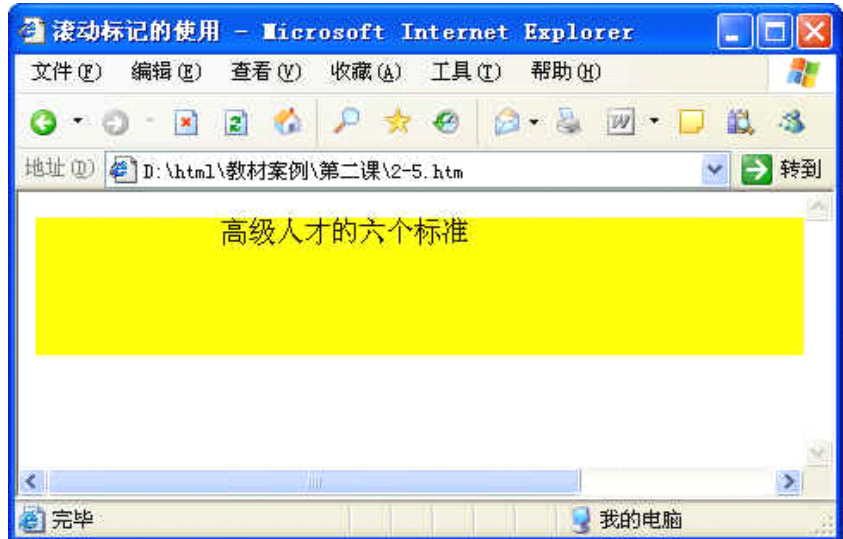 滚动标记的使用 - Microsoft Internet Explorer
文件(F) 编辑(E) 查看(V) 收藏(A) 工具(T) 帮助(H)
地址(D) D:\html\教材案例\第二课\2-5.htm 转到
高级人才的六个标准
完毕 我的电脑